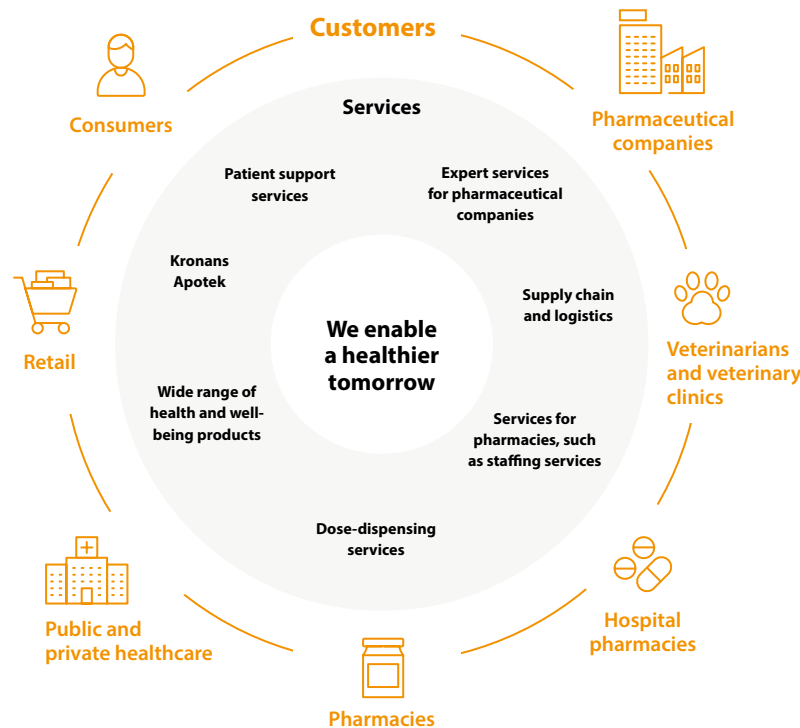 Customers
Consumers
Pharmaceutical
companies
Services
Patient support
services
Expert services
for pharmaceutical
companies
Kronans
Apotek
Supply chain
and logistics
We enable
a healthier
tomorrow
Retail
Veterinarians
and veterinary
clinics
Wide range of
health and well-
being products
Services for
pharmacies, such
as staffing services
Dose-dispensing
services
Public and
private healthcare
Hospital
pharmacies
Pharmacies